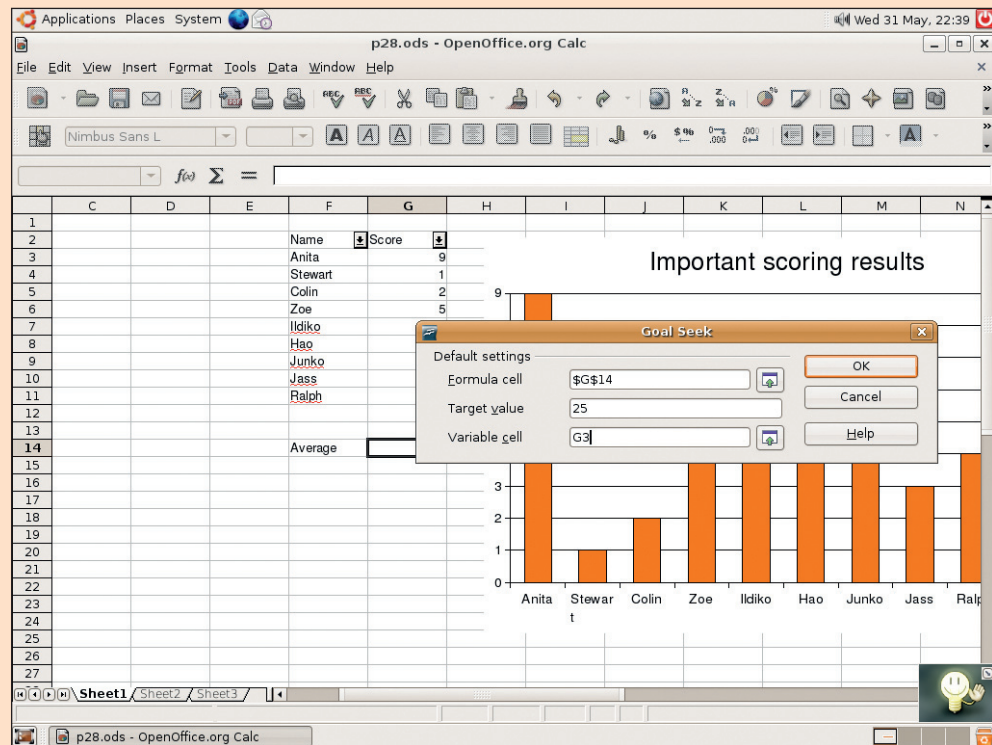 Applications Places System Wed 31 May, 22:39
p28.ods - OpenOffice.org Calc
File Edit View Insert Format Tools Data Window Help
Nimbus Sans L
f(x) Σ =
C D E F G H I J K L M N
1
2 Name Score
3 Anita 9
4 Stewart 1
5 Colin 2
6 Zoe 5
7 Ildiko
8 Hao
9 Junko
10 Jass
11 Ralph
12
13
14 Average
15
16
17
18
19
20
21
22
23
24
25
26
27
Important scoring results
9
3
2
1
0
Anita Stewar
t Colin Zoe Ildiko Hao Junko Jass Ralp
Goal Seek
Default settings
Formula cell $G$14
Target value 25
Variable cell G3
OK
Cancel
Help
Sheet1 Sheet2 Sheet3
p28.ods - OpenOffice.org Calc